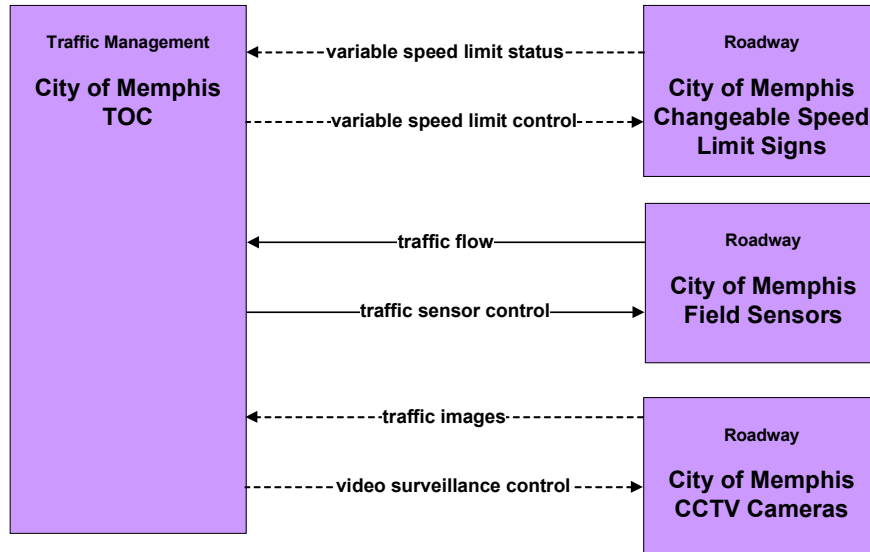 Traffic Management
City of Memphis
TOC
variable speed limit status
variable speed limit control
Roadway
City of Memphis
Changeable Speed
Limit Signs
traffic flow
traffic sensor control
Roadway
City of Memphis
Field Sensors
traffic images
video surveillance control
Roadway
City of Memphis
CCTV Cameras